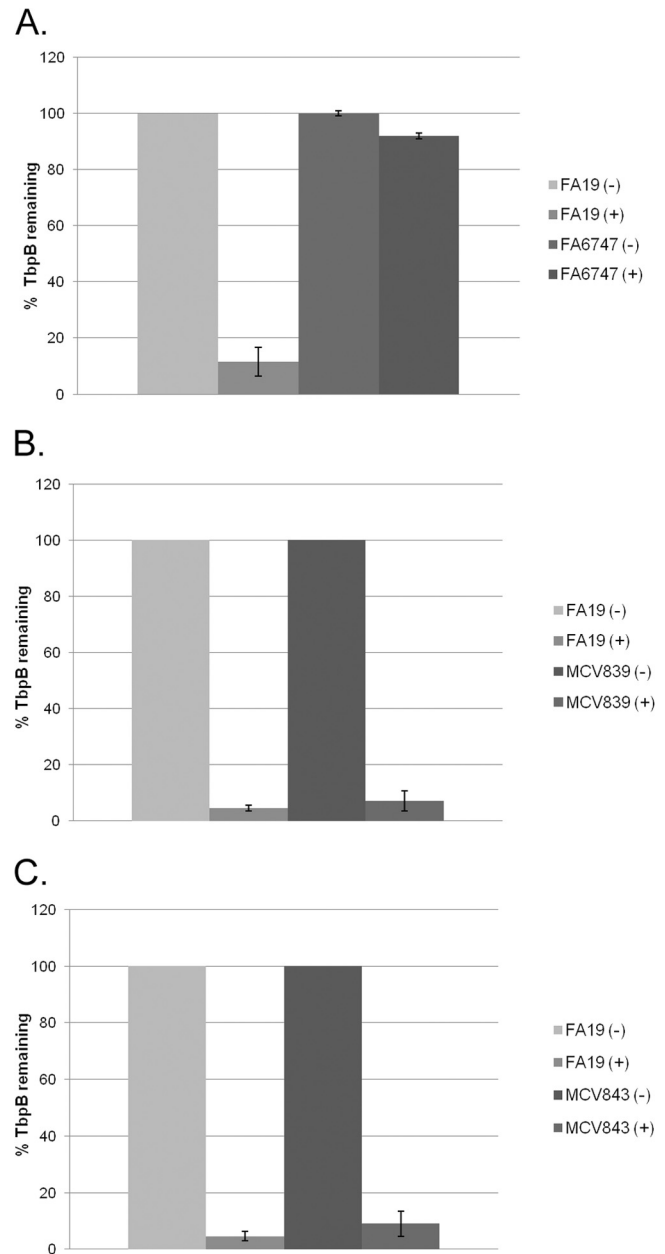 A.
120
100
80
60
40
20
0
% TbpB remaining
FA19 (-)
FA19 (+)
FA6747 (-)
FA6747 (+)
B.
120
100
80
60
40
20
0
% TbpB remaining
FA19 (-)
FA19 (+)
MCV839 (-)
MCV839 (+)
C.
120
100
80
60
40
20
0
% TbpB remaining
FA19 (-)
FA19 (+)
MCV843 (-)
MCV843 (+)